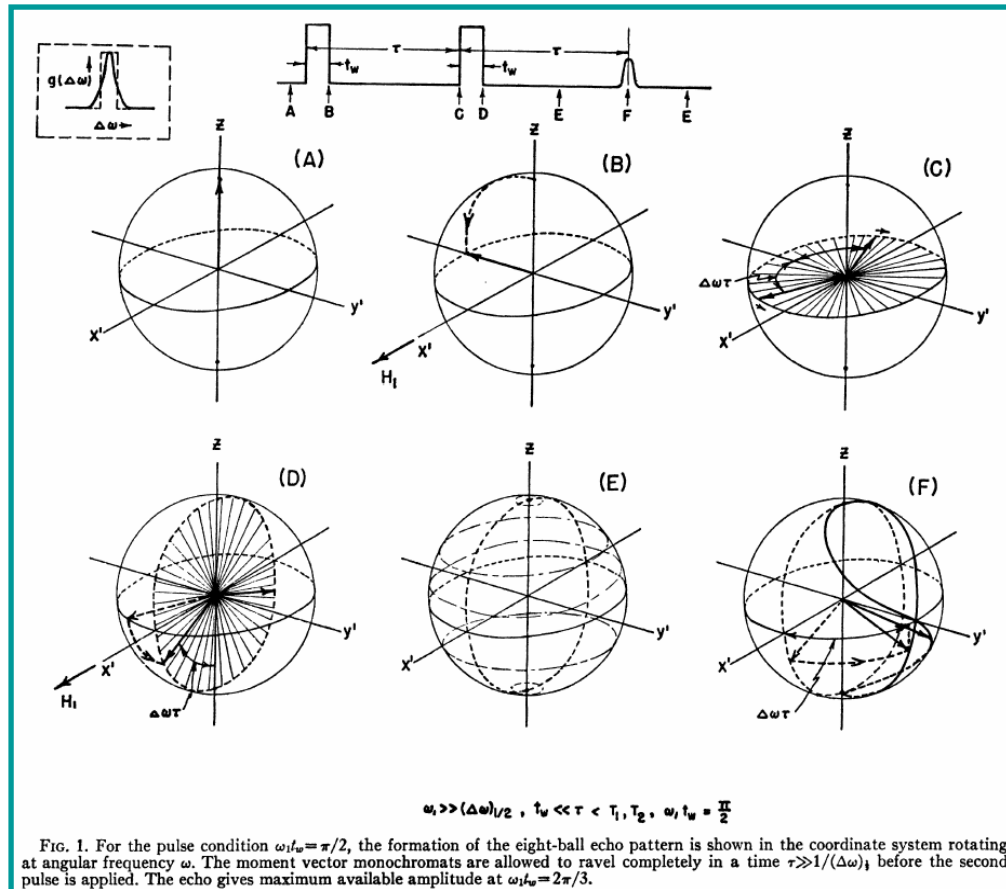 τ τ
g(Δω) t_w t_w
Δω→ A B C D E F E
Z Z Z
(A) (B) (C)
Δωτ
X' y' X' y' X' y'
H₁
Z Z Z
(D) (E) (F)
X' y' X' y' X' y'
H₁ Δωτ Δωτ
ω₁ >> (Δω)1/2 , t_w << τ < T₁, T₂ , ω₁ t_w = π/2
FIG. 1. For the pulse condition ω₁t_w=π/2, the formation of the eight-ball echo pattern is shown in the coordinate system rotating
at angular frequency ω. The moment vector monochromats are allowed to ravel completely in a time τ≫1/(Δω)½ before the second
pulse is applied. The echo gives maximum available amplitude at ω₁t_w=2π/3.